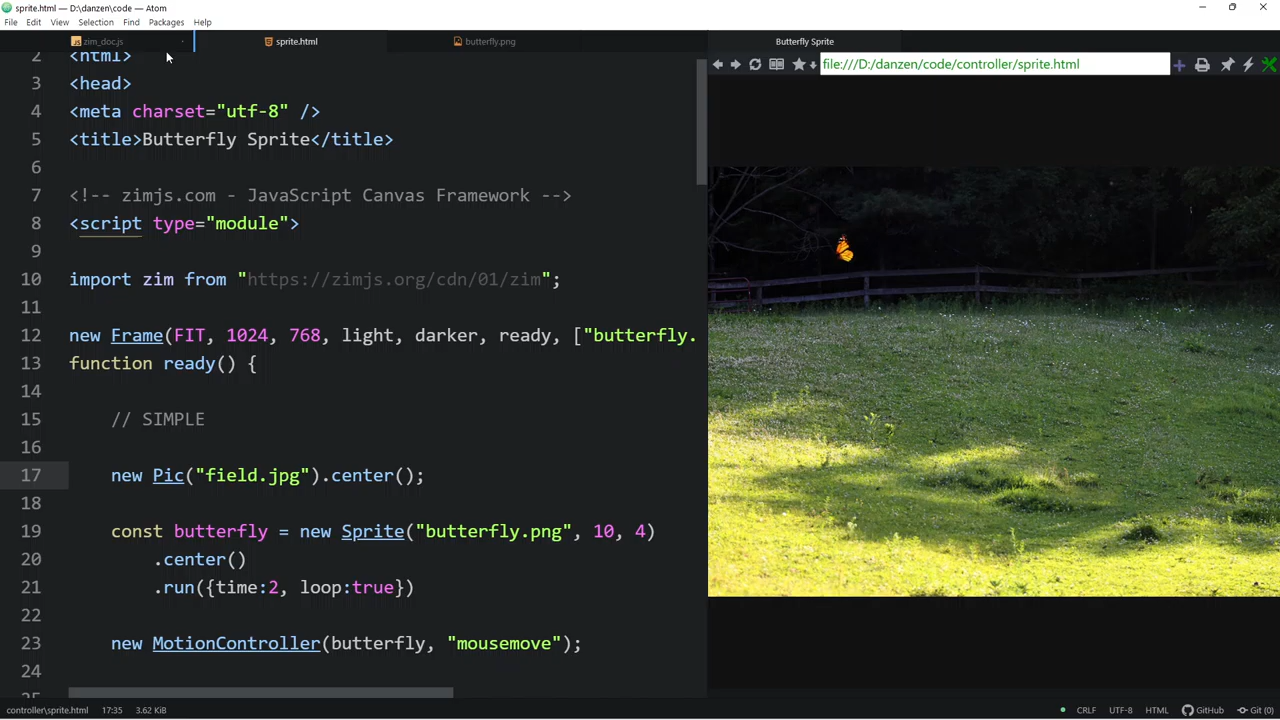 sprite.html — D:\danzen\code — Atom
File Edit View Selection Find Packages Help
zim_doc.js sprite.html butterfly.png Butterfly Sprite
file:///D:/danzen/code/controller/sprite.html
2 <html>
3 <head>
4 <meta charset="utf-8" />
5 <title>Butterfly Sprite</title>
6
7 <!-- zimjs.com - JavaScript Canvas Framework -->
8 <script type="module">
9
10 import zim from "https://zimjs.org/cdn/01/zim";
11
12 new Frame(FIT, 1024, 768, light, darker, ready, ["butterfly.
13 function ready() {
14
15 // SIMPLE
16
17 new Pic("field.jpg").center();
18
19 const butterfly = new Sprite("butterfly.png", 10, 4)
20 .center()
21 .run({time:2, loop:true})
22
23 new MotionController(butterfly, "mousemove");
24
25
controller\sprite.html 17:35 3.62 KiB CRLF UTF-8 HTML GitHub Git (0)